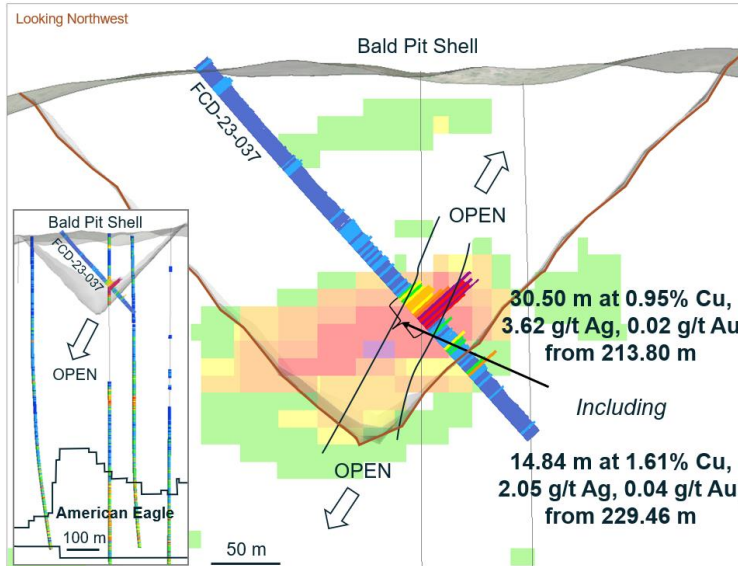 Looking Northwest
Bald Pit Shell
FCD-23-037
OPEN
30.50 m at 0.95% Cu,
3.62 g/t Ag, 0.02 g/t Au
from 213.80 m
Including
14.84 m at 1.61% Cu,
2.05 g/t Ag, 0.04 g/t Au
from 229.46 m
OPEN
50 m
Bald Pit Shell
FCD-23-037
OPEN
American Eagle
100 m